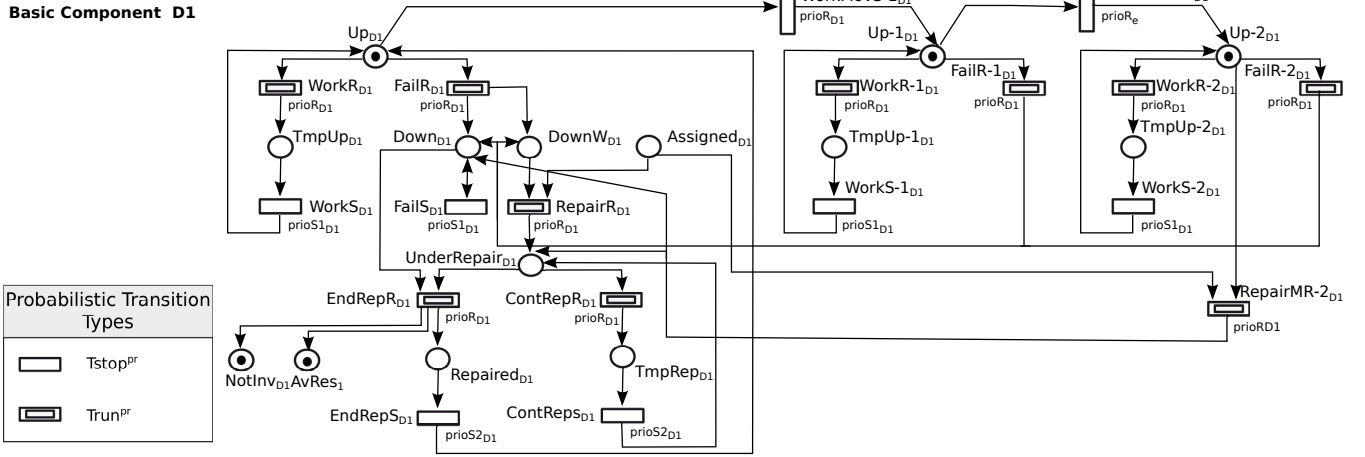 Basic Component D1
prioR_D1
prioR_e
Up_D1
Up-1_D1
Up-2_D1
WorkR_D1
prioR_D1
FailR_D1
prioR_D1
WorkR-1_D1
prioR_D1
FailR-1_D1
prioR_D1
WorkR-2_D1
prioR_D1
FailR-2_D1
prioR_D1
TmpUp_D1
Down_D1
DownW_D1
Assigned_D1
TmpUp-1_D1
TmpUp-2_D1
WorkS_D1
prioS1_D1
FailS_D1
prioS1_D1
RepairR_D1
prioR_D1
WorkS-1_D1
prioS1_D1
WorkS-2_D1
prioS1_D1
UnderRepair_D1
EndRepR_D1
prioR_D1
ContRepR_D1
prioR_D1
RepairMR-2_D1
prioRD1
NotInv_D1
AvRes_1
Repaired_D1
TmpRep_D1
EndRepS_D1
prioS2_D1
ContReps_D1
prioS2_D1
Probabilistic Transition
Types
Tstop^pr
Trun^pr